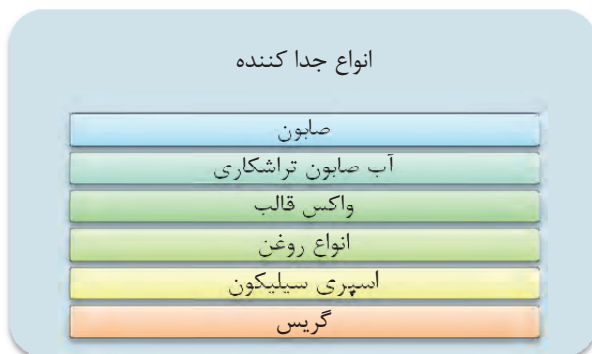 انواع جدا کننده
صابون
آب صابون تراشکاری
واکس قالب
انواع روغن
اسپری سیلیکون
گریس